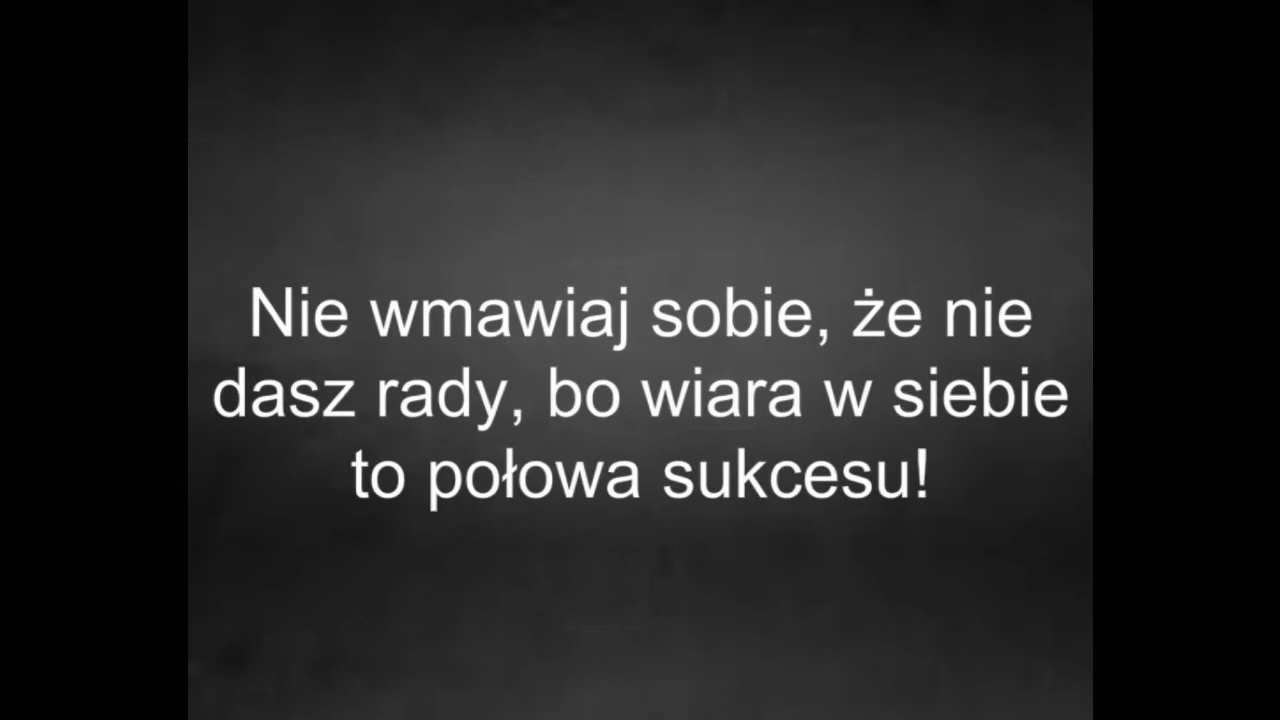 Nie wmawiaj sobie, że nie
dasz rady, bo wiara w siebie
to połowa sukcesu!